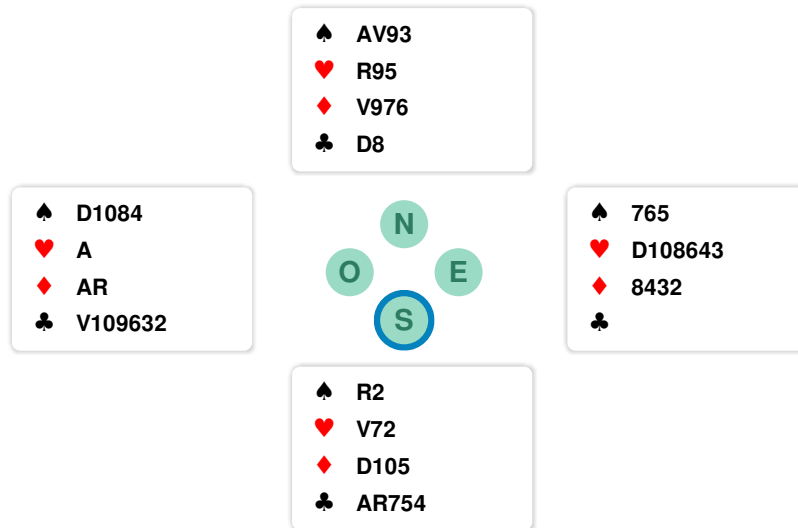 ♠ AV93
♥ R95
♦ V976
♣ D8
♠ D1084
♥ A
♦ AR
♣ V109632
N
O E
S
♠ 765
♥ D108643
♦ 8432
♣
♠ R2
♥ V72
♦ D105
♣ AR754